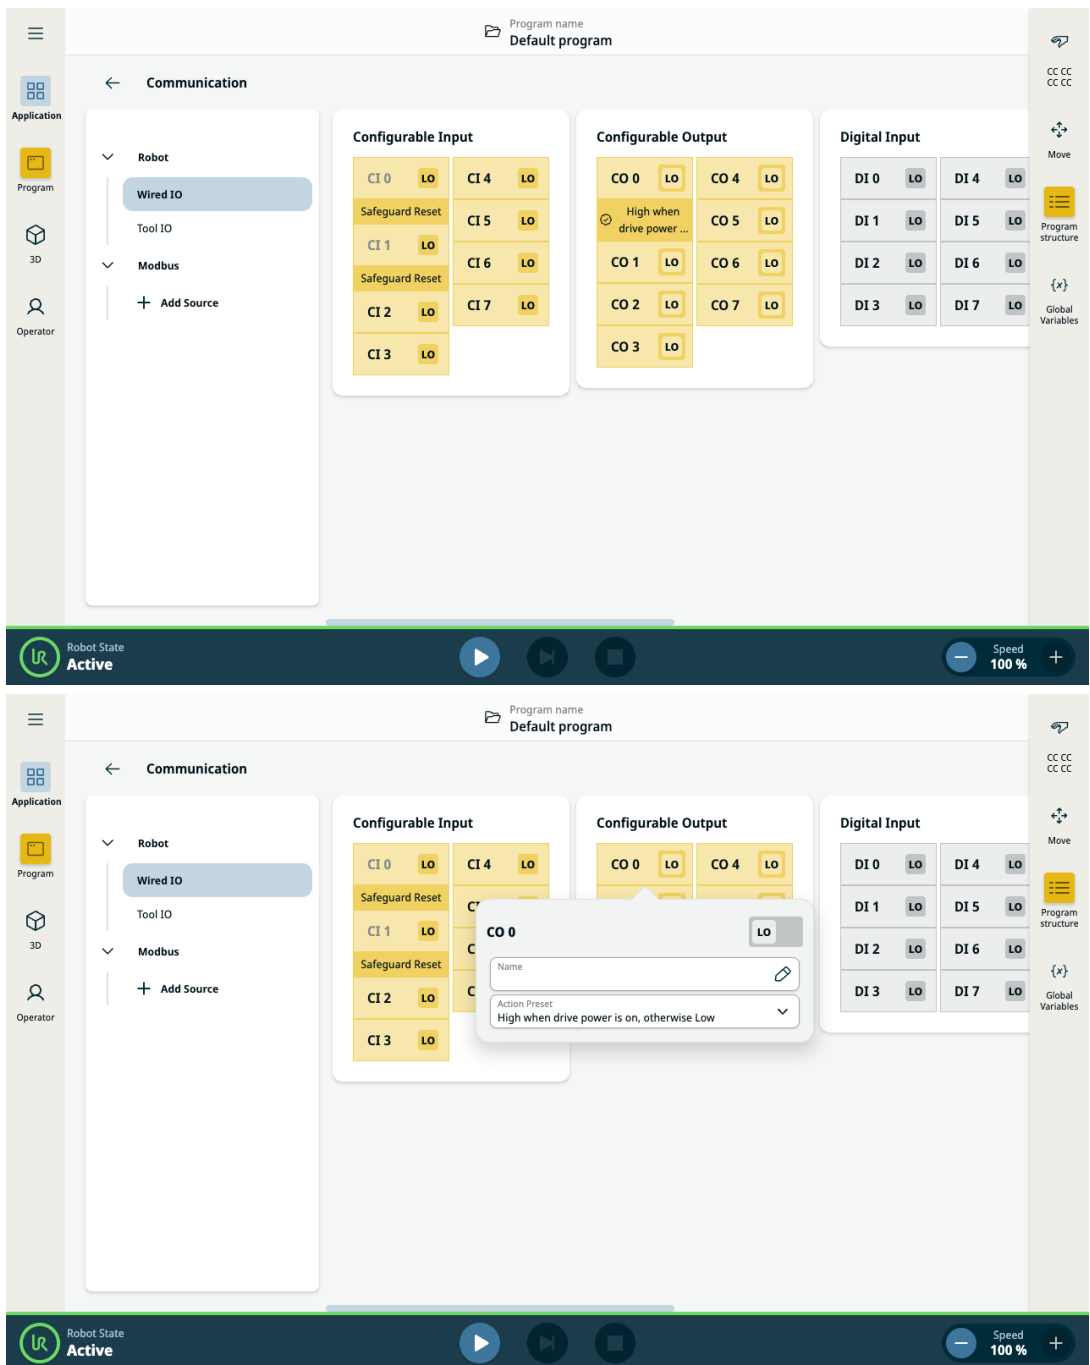 Program name
Default program
Application
Program
3D
Operator
Communication
Robot
Wired IO
Tool IO
Modbus
Add Source
Configurable Input
CI 0 LO CI 4 LO
Safeguard Reset
CI 5 LO
CI 1 LO
CI 6 LO
Safeguard Reset
CI 2 LO CI 7 LO
CI 3 LO
Configurable Output
CO 0 LO CO 4 LO
High when
drive power ...
CO 5 LO
CO 1 LO CO 6 LO
CO 2 LO CO 7 LO
CO 3 LO
Digital Input
DI 0 LO DI 4 LO
DI 1 LO DI 5 LO
DI 2 LO DI 6 LO
DI 3 LO DI 7 LO
CC CC
CC CC
Move
Program
structure
{x}
Global
Variables
UR
Robot State
Active
Speed
100 %
Program name
Default program
Application
Program
3D
Operator
Communication
Robot
Wired IO
Tool IO
Modbus
Add Source
Configurable Input
CI 0 LO CI 4 LO
Safeguard Reset
CI 1 LO
Safeguard Reset
CI 2 LO
CI 3 LO
Configurable Output
CO 0 LO CO 4 LO
CO 0 LO
Name
Action Preset
High when drive power is on, otherwise Low
Digital Input
DI 0 LO DI 4 LO
DI 1 LO DI 5 LO
DI 2 LO DI 6 LO
DI 3 LO DI 7 LO
CC CC
CC CC
Move
Program
structure
{x}
Global
Variables
UR
Robot State
Active
Speed
100 %